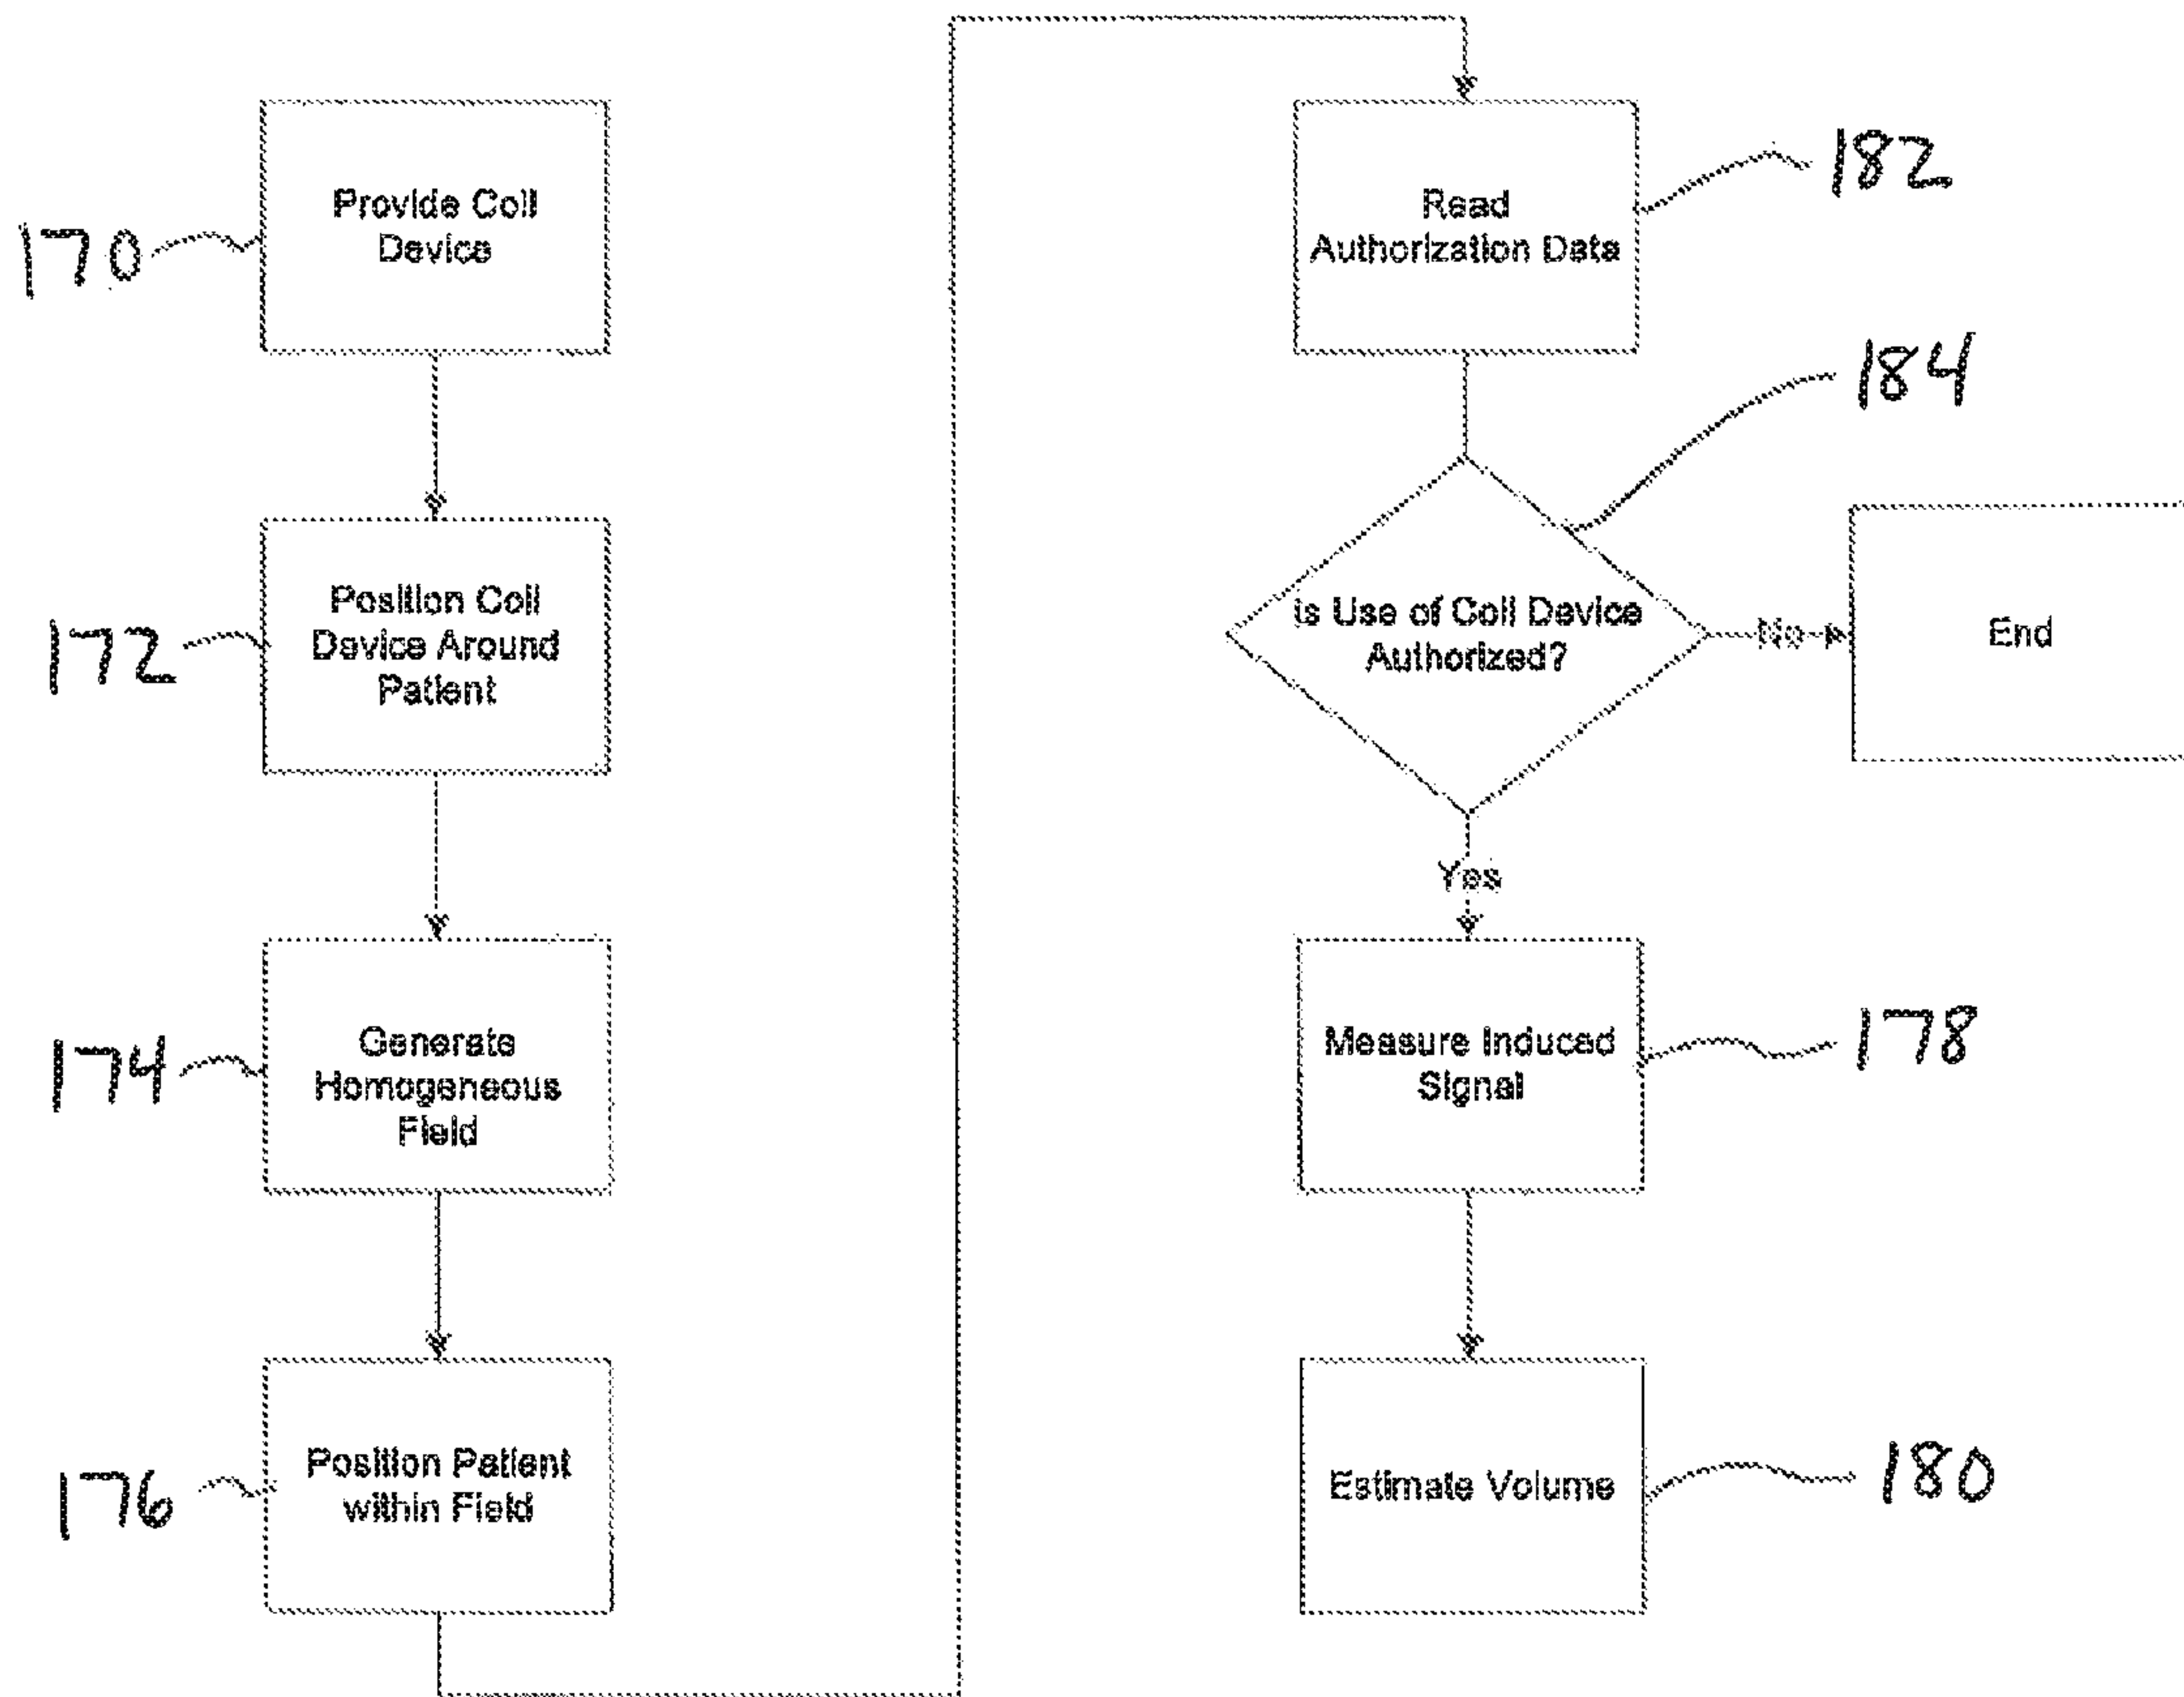 170
Provide Coil
Device
172
Position Coil
Device Around
Patient
174
Generate
Homogeneous
Field
176
Position Patient
within Field
182
Read
Authorization Data
184
Is Use of Coil Device
Authorized?
No
End
Yes
178
Measure Induced
Signal
180
Estimate Volume